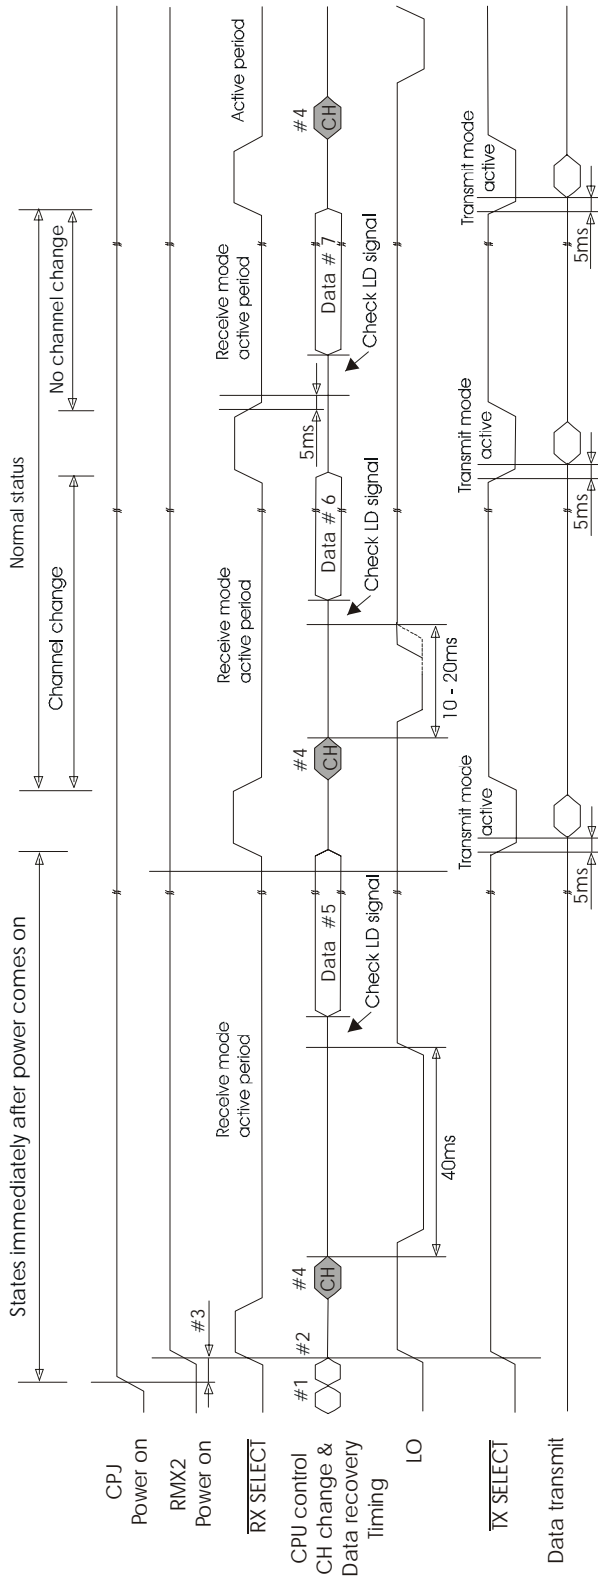 States immediately after power comes on
Normal status
Channel change
No channel change
CPJ
Power on
RMX2
Power on
#3
RX SELECT
Receive mode
active period
Receive mode
active period
Receive mode
active period
Active period
CPU control
CH change &
Data recovery
Timing
#1
#2
#4
CH
Data #5
#4
CH
Data # 6
5ms
Data # 7
#4
CH
Check LD signal
Check LD signal
Check LD signal
LO
40ms
10 - 20ms
TX SELECT
Transmit mode
active
Transmit mode
active
Transmit mode
active
Data transmit
5ms
5ms
5ms